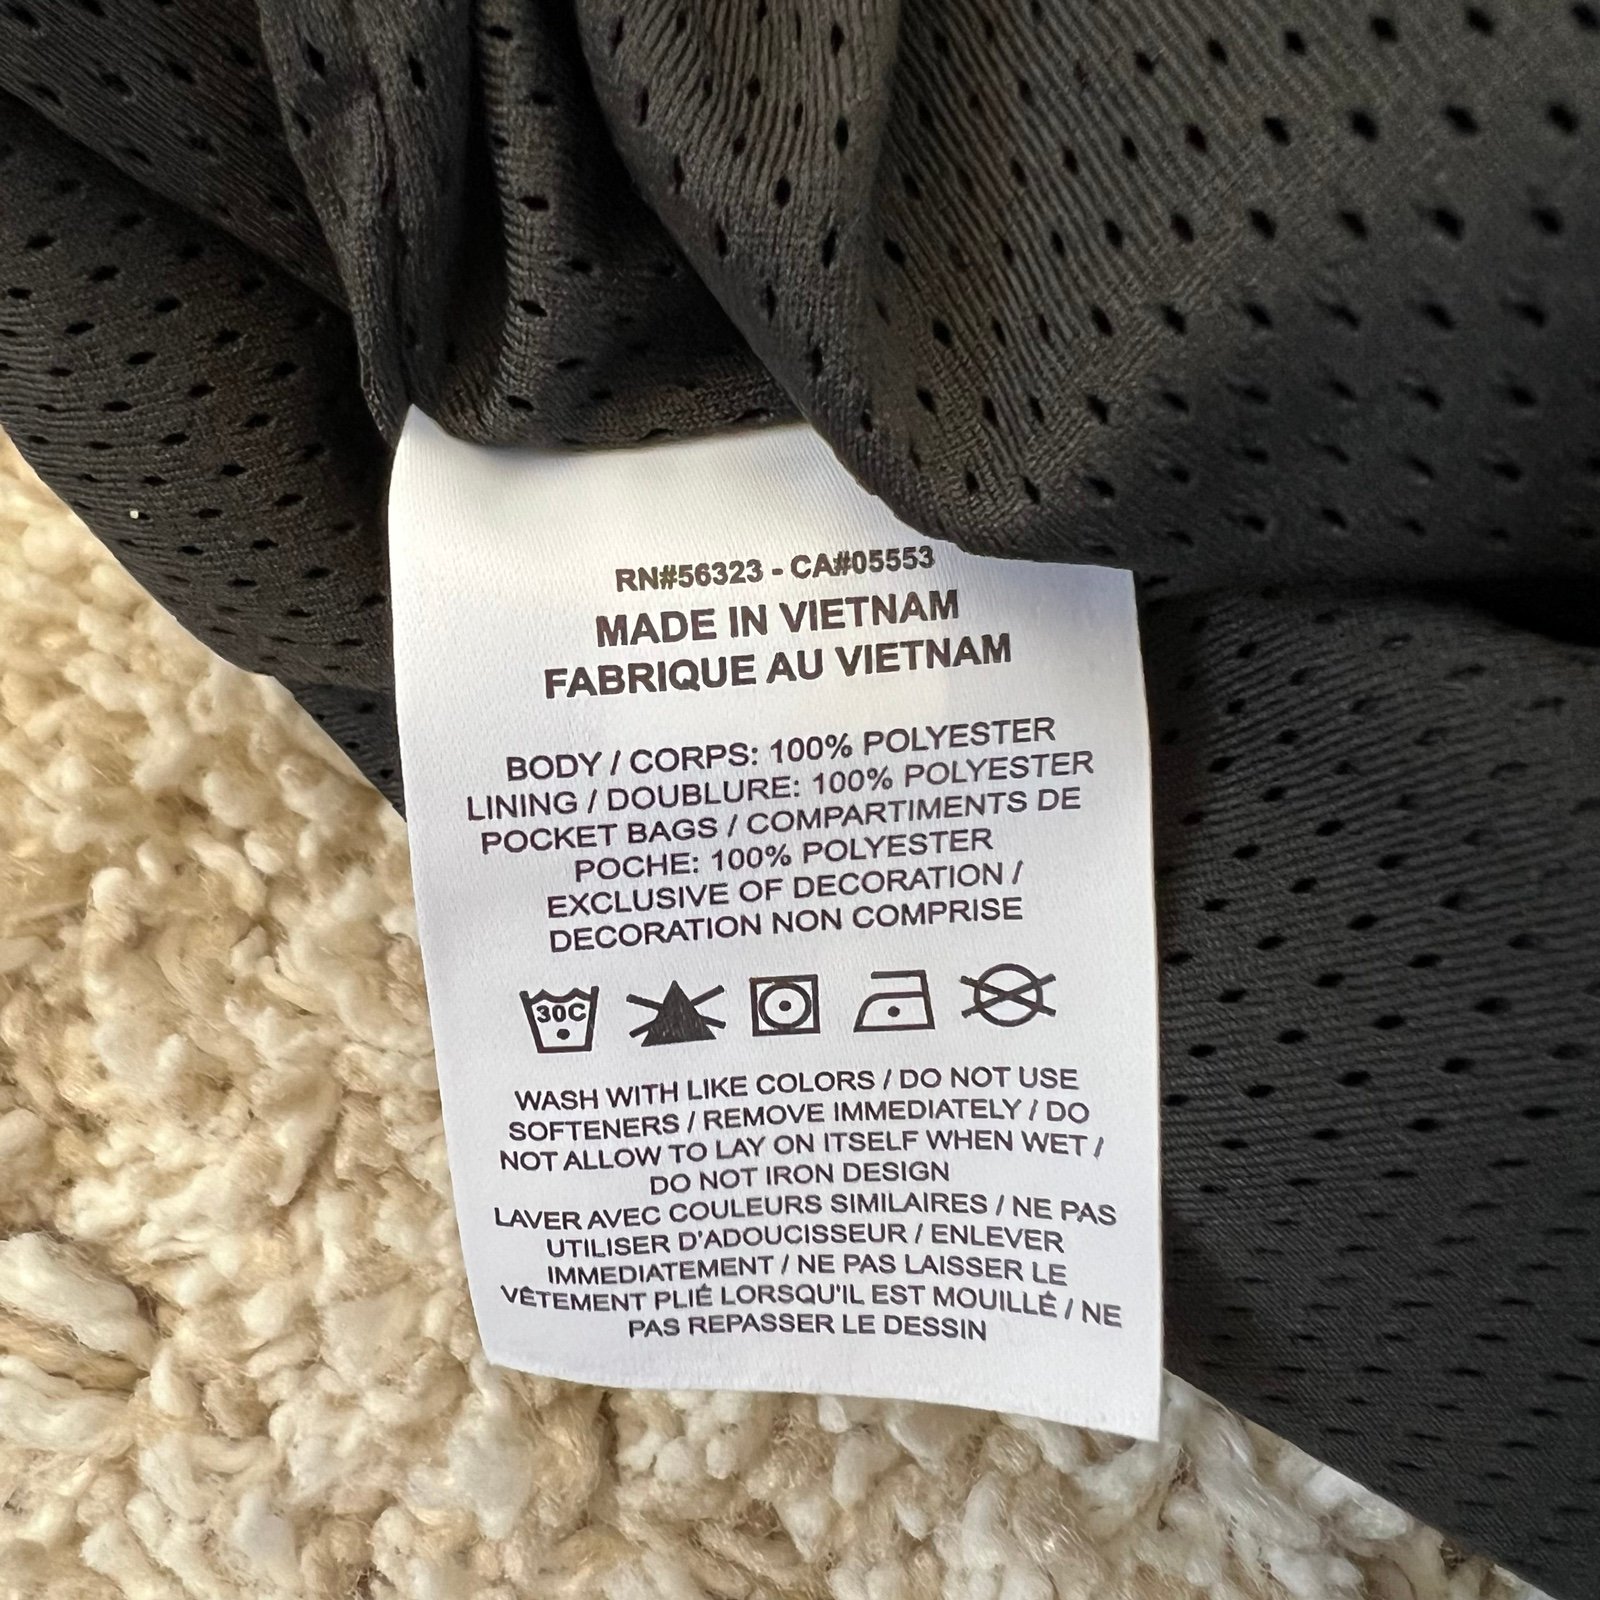 RN#56323 - CA#05553
MADE IN VIETNAM
FABRIQUE AU VIETNAM
BODY / CORPS: 100% POLYESTER
LINING / DOUBLURE: 100% POLYESTER
POCKET BAGS / COMPARTIMENTS DE
POCHE: 100% POLYESTER
EXCLUSIVE OF DECORATION /
DECORATION NON COMPRISE
30C
WASH WITH LIKE COLORS / DO NOT USE
SOFTENERS / REMOVE IMMEDIATELY / DO
NOT ALLOW TO LAY ON ITSELF WHEN WET /
DO NOT IRON DESIGN
LAVER AVEC COULEURS SIMILAIRES / NE PAS
UTILISER D'ADOUCISSEUR / ENLEVER
IMMEDIATEMENT / NE PAS LAISSER LE
VÊTEMENT PLIÉ LORSQU'IL EST MOUILLÉ / NE
PAS REPASSER LE DESSIN